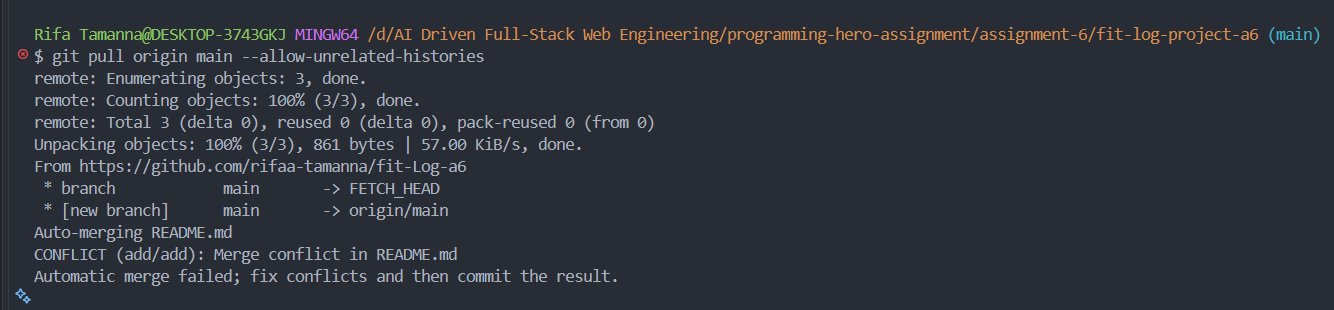 Rifa Tamanna@DESKTOP-3743GKJ MINGW64 /d/AI Driven Full-Stack Web Engineering/programming-hero-assignment/assignment-6/fit-log-project-a6 (main)
$ git pull origin main --allow-unrelated-histories
remote: Enumerating objects: 3, done.
remote: Counting objects: 100% (3/3), done.
remote: Total 3 (delta 0), reused 0 (delta 0), pack-reused 0 (from 0)
Unpacking objects: 100% (3/3), 861 bytes | 57.00 KiB/s, done.
From https://github.com/rifaa-tamanna/fit-Log-a6
 * branch            main       -> FETCH_HEAD
 * [new branch]      main       -> origin/main
Auto-merging README.md
CONFLICT (add/add): Merge conflict in README.md
Automatic merge failed; fix conflicts and then commit the result.